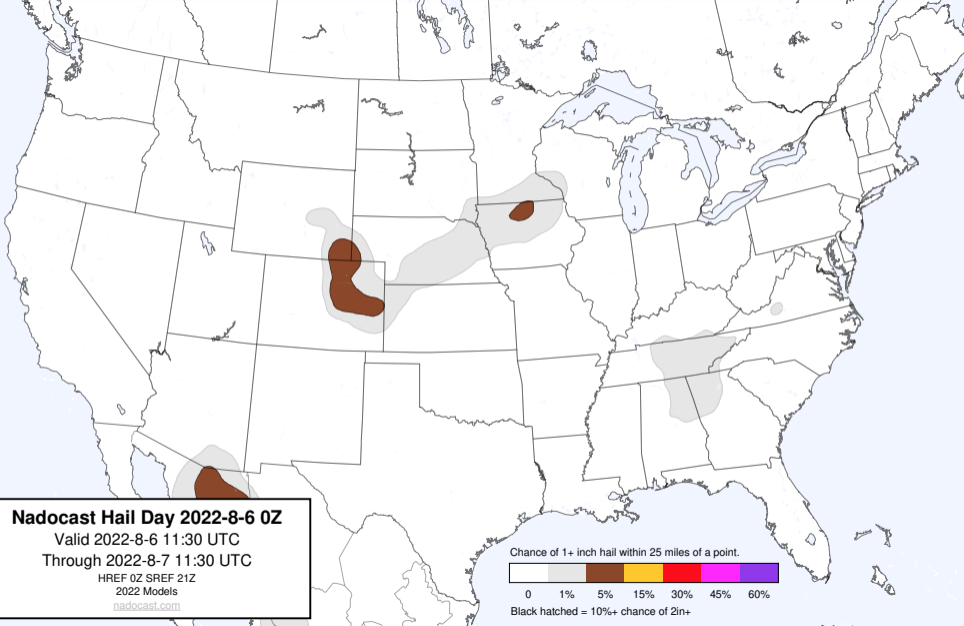 Nadocast Hail Day 2022-8-6 0Z
Valid 2022-8-6 11:30 UTC
Through 2022-8-7 11:30 UTC
HREF 0Z SREF 21Z
2022 Models
nadocast.com
Chance of 1+ inch hail within 25 miles of a point.
0 1% 5% 15% 30% 45% 60%
Black hatched = 10%+ chance of 2in+